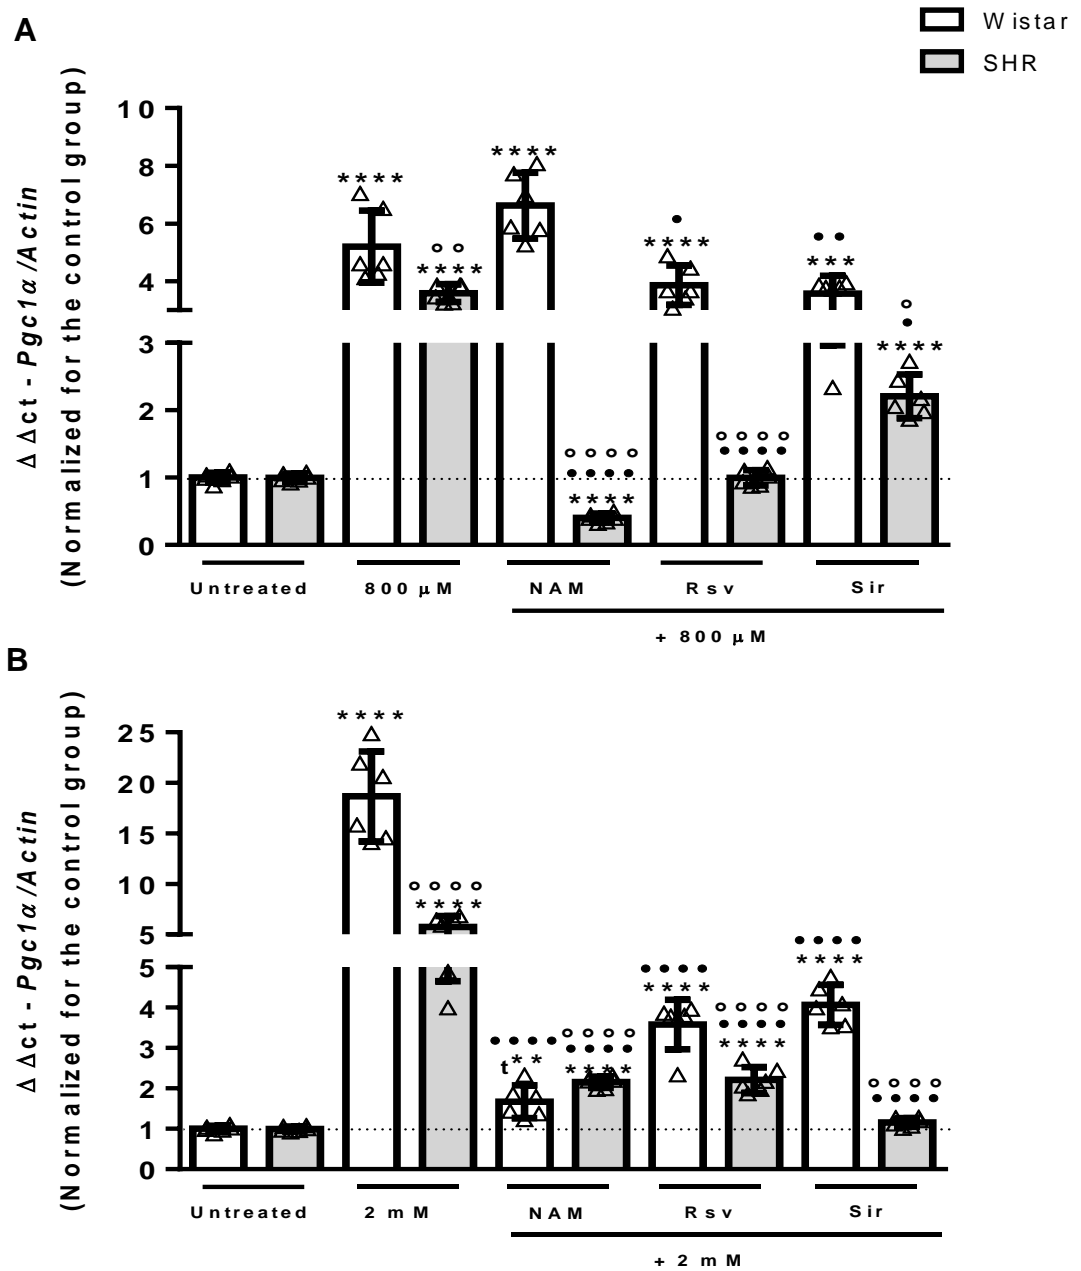 A
Wistar
SHR
ΔΔct - Pgc1α/Actin
(Normalized for the control group)
10
8
6
4
3
2
1
0
****
°°
****
****
•
****
••
***
°
•
****
°°°°
••••
****
°°°°
••••
Untreated
800 µM
NAM
Rsv
Sir
+ 800 µM
B
ΔΔct - Pgc1α/Actin
(Normalized for the control group)
25
20
15
10
5
5
4
3
2
1
0
****
°°°°
****
••••
t**
°°°°
••••
****
••••
****
°°°°
••••
****
••••
****
°°°°
••••
Untreated
2 mM
NAM
Rsv
Sir
+ 2 mM